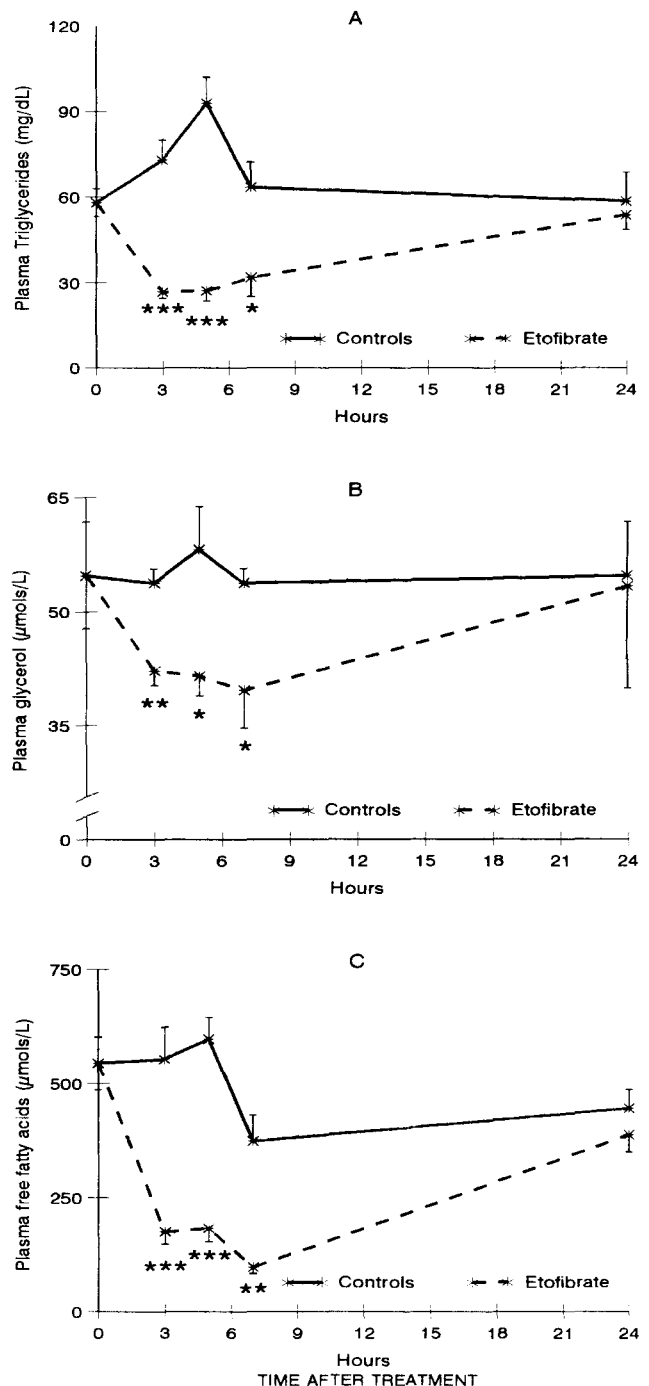 A
120
90
60
30
0
Plasma Triglycerides (mg/dL)
*** *** *
Controls Etofibrate
0 3 6 9 12 15 18 21 24
Hours
B
65
50
35
0
Plasma glycerol (µmols/L)
** * *
Controls Etofibrate
0 3 6 9 12 15 18 21 24
Hours
C
750
500
250
0
Plasma free fatty acids (µmols/L)
*** *** **
Controls Etofibrate
0 3 6 9 12 15 18 21 24
Hours
TIME AFTER TREATMENT